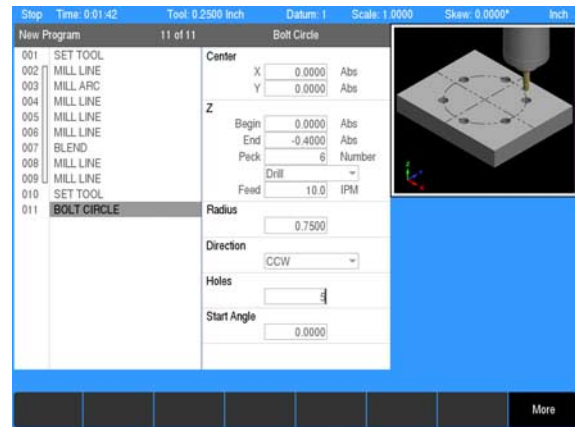 Stop Time: 0:01:42 Tool: 0.2500 Inch Datum: 1 Scale: 1.0000 Skew: 0.0000° Inch
New Program 11 of 11 Bolt Circle
001 SET TOOL
002 MILL LINE
003 MILL ARC
004 MILL LINE
005 MILL LINE
006 MILL LINE
007 BLEND
008 MILL LINE
009 MILL LINE
010 SET TOOL
011 BOLT CIRCLE
Center
X 0.0000 Abs
Y 0.0000 Abs
Z
Begin 0.0000 Abs
End -0.4000 Abs
Peck 6 Number
Drill
Feed 10.0 IPM
Radius
0.7500
Direction
CCW
Holes
5
Start Angle
0.0000
More